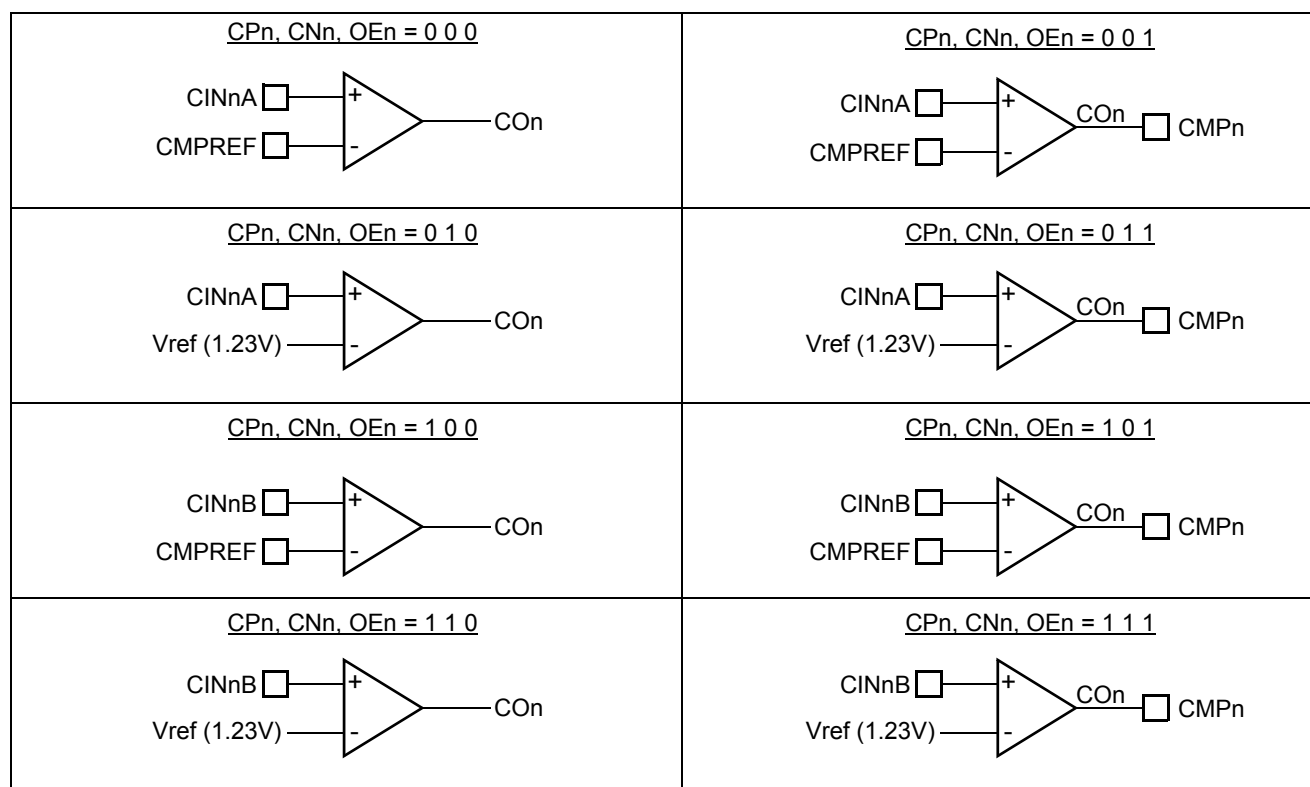 CPn, CNn, OEn = 0 0 0
CINnA
+
COn
CMPREF
-
CPn, CNn, OEn = 0 0 1
CINnA
+
COn
CMPn
CMPREF
-
CPn, CNn, OEn = 0 1 0
CINnA
+
COn
Vref (1.23V)
-
CPn, CNn, OEn = 0 1 1
CINnA
+
COn
CMPn
Vref (1.23V)
-
CPn, CNn, OEn = 1 0 0
CINnB
+
COn
CMPREF
-
CPn, CNn, OEn = 1 0 1
CINnB
+
COn
CMPn
CMPREF
-
CPn, CNn, OEn = 1 1 0
CINnB
+
COn
Vref (1.23V)
-
CPn, CNn, OEn = 1 1 1
CINnB
+
COn
CMPn
Vref (1.23V)
-